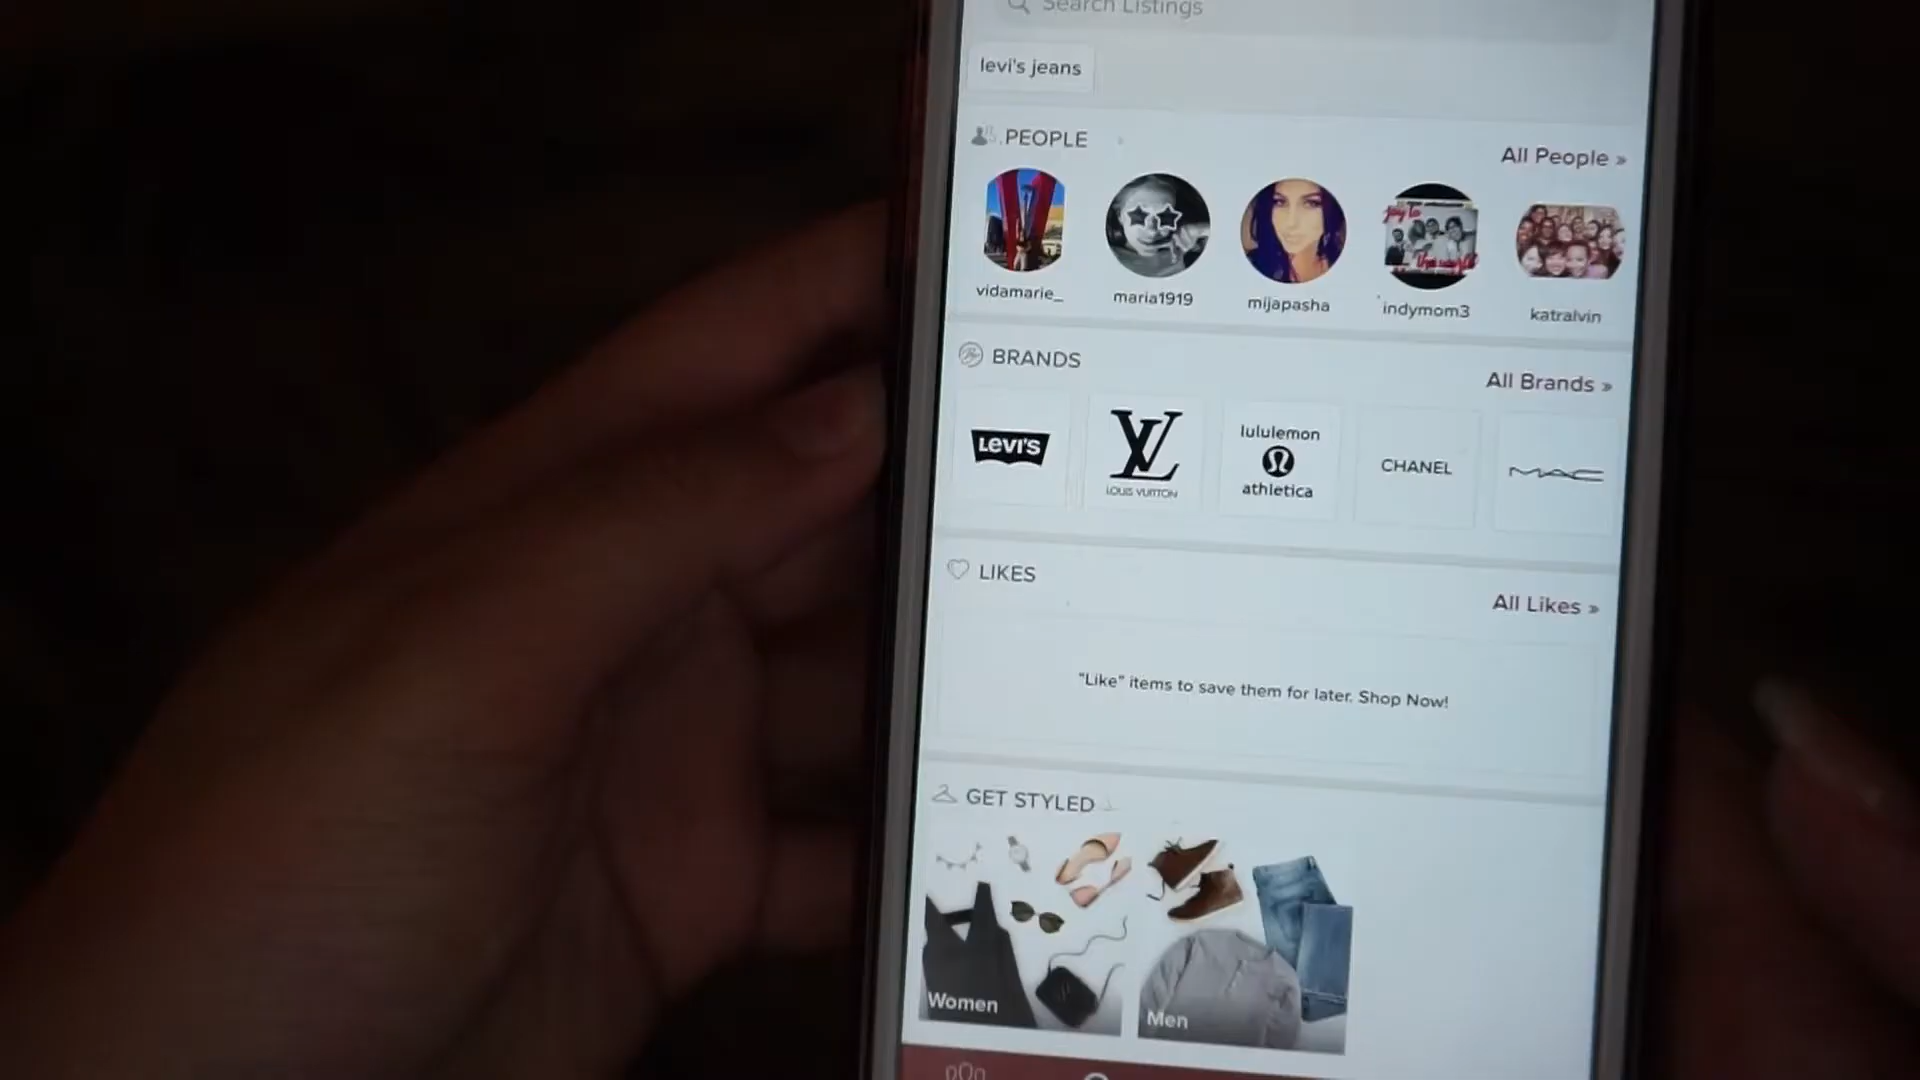 Search Listings
levi's jeans
PEOPLE
All People »
vidamarie_
maria1919
mijapasha
indymom3
katralvin
BRANDS
All Brands »
LEVI'S
LV
LOUIS VUITTON
lululemon
athletica
CHANEL
MAC
LIKES
All Likes »
"Like" items to save them for later. Shop Now!
GET STYLED
Women
Men